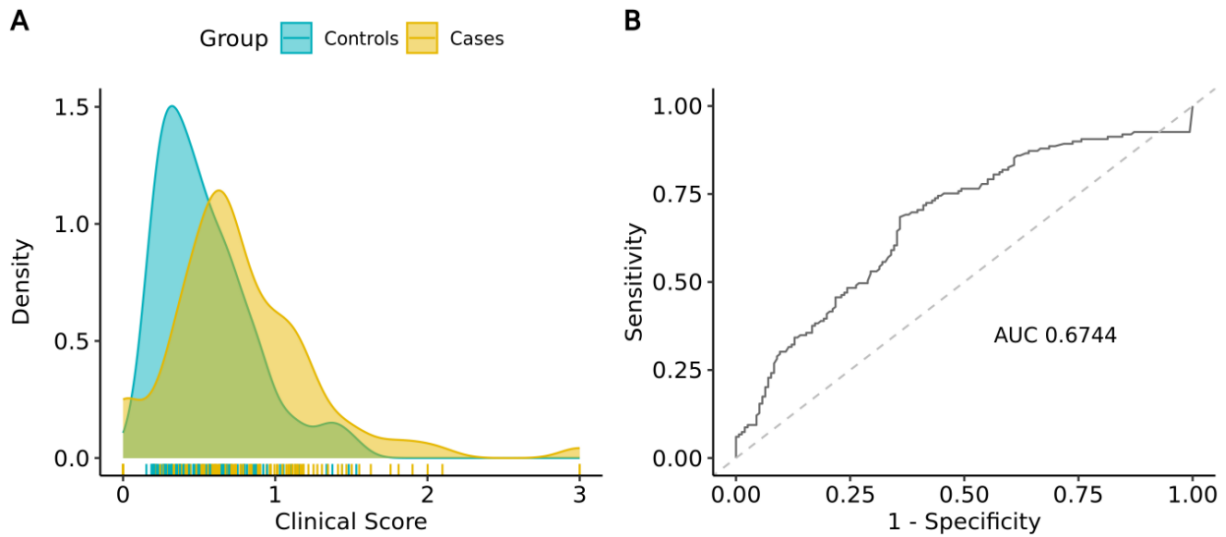 A
Group Controls Cases
1.5
1.0
0.5
0.0
Density
0 1 2 3
Clinical Score
B
1.00
0.75
0.50
0.25
0.00
Sensitivity
AUC 0.6744
0.00 0.25 0.50 0.75 1.00
1 - Specificity